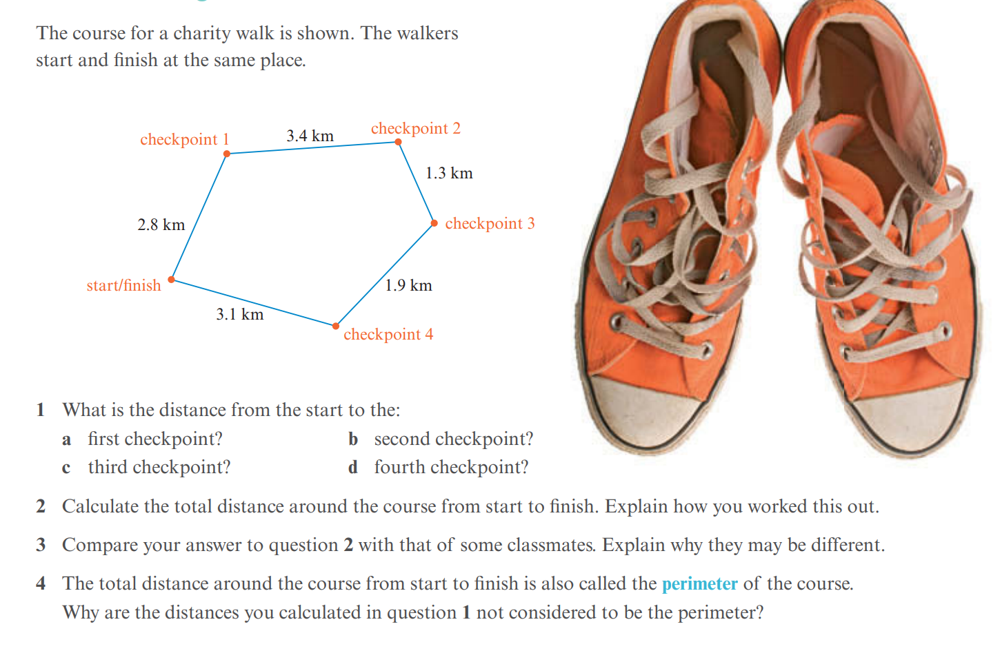 The course for a charity walk is shown. The walkers
start and finish at the same place.
checkpoint 1
3.4 km
checkpoint 2
1.3 km
2.8 km
checkpoint 3
start/finish
1.9 km
3.1 km
checkpoint 4
1 What is the distance from the start to the:
a first checkpoint? b second checkpoint?
c third checkpoint? d fourth checkpoint?
2 Calculate the total distance around the course from start to finish. Explain how you worked this out.
3 Compare your answer to question 2 with that of some classmates. Explain why they may be different.
4 The total distance around the course from start to finish is also called the perimeter of the course.
Why are the distances you calculated in question 1 not considered to be the perimeter?